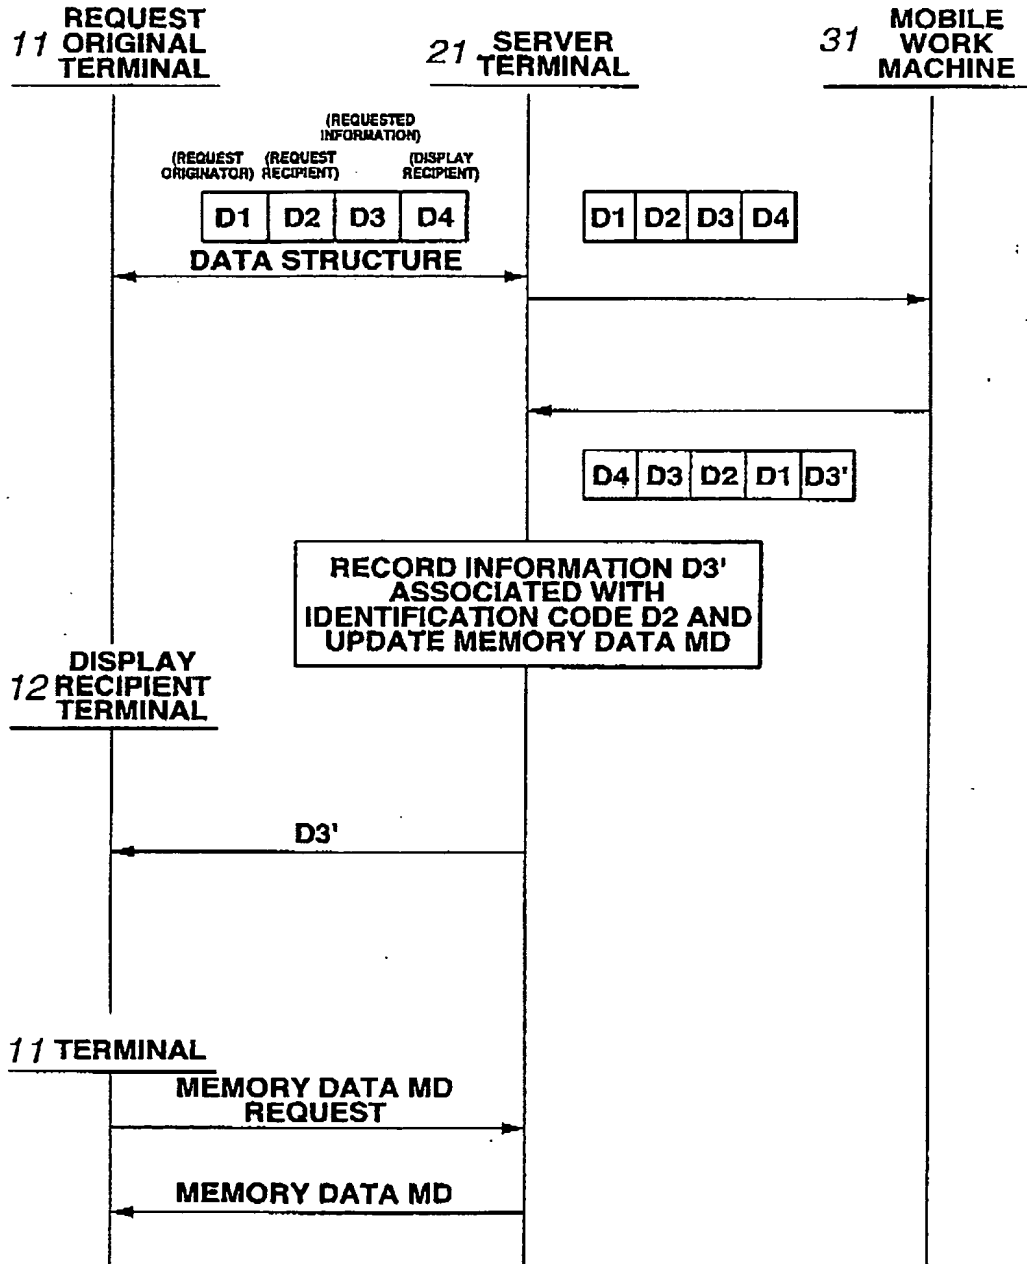 REQUEST
11 ORIGINAL
TERMINAL
21 SERVER
TERMINAL
31 MOBILE
WORK
MACHINE
(REQUESTED
INFORMATION)
(REQUEST
ORIGINATOR)
(REQUEST
RECIPIENT)
(DISPLAY
RECIPIENT)
D1 D2 D3 D4
D1 D2 D3 D4
DATA STRUCTURE
D4 D3 D2 D1 D3'
RECORD INFORMATION D3'
ASSOCIATED WITH
IDENTIFICATION CODE D2 AND
UPDATE MEMORY DATA MD
DISPLAY
12 RECIPIENT
TERMINAL
D3'
11 TERMINAL
MEMORY DATA MD
REQUEST
MEMORY DATA MD